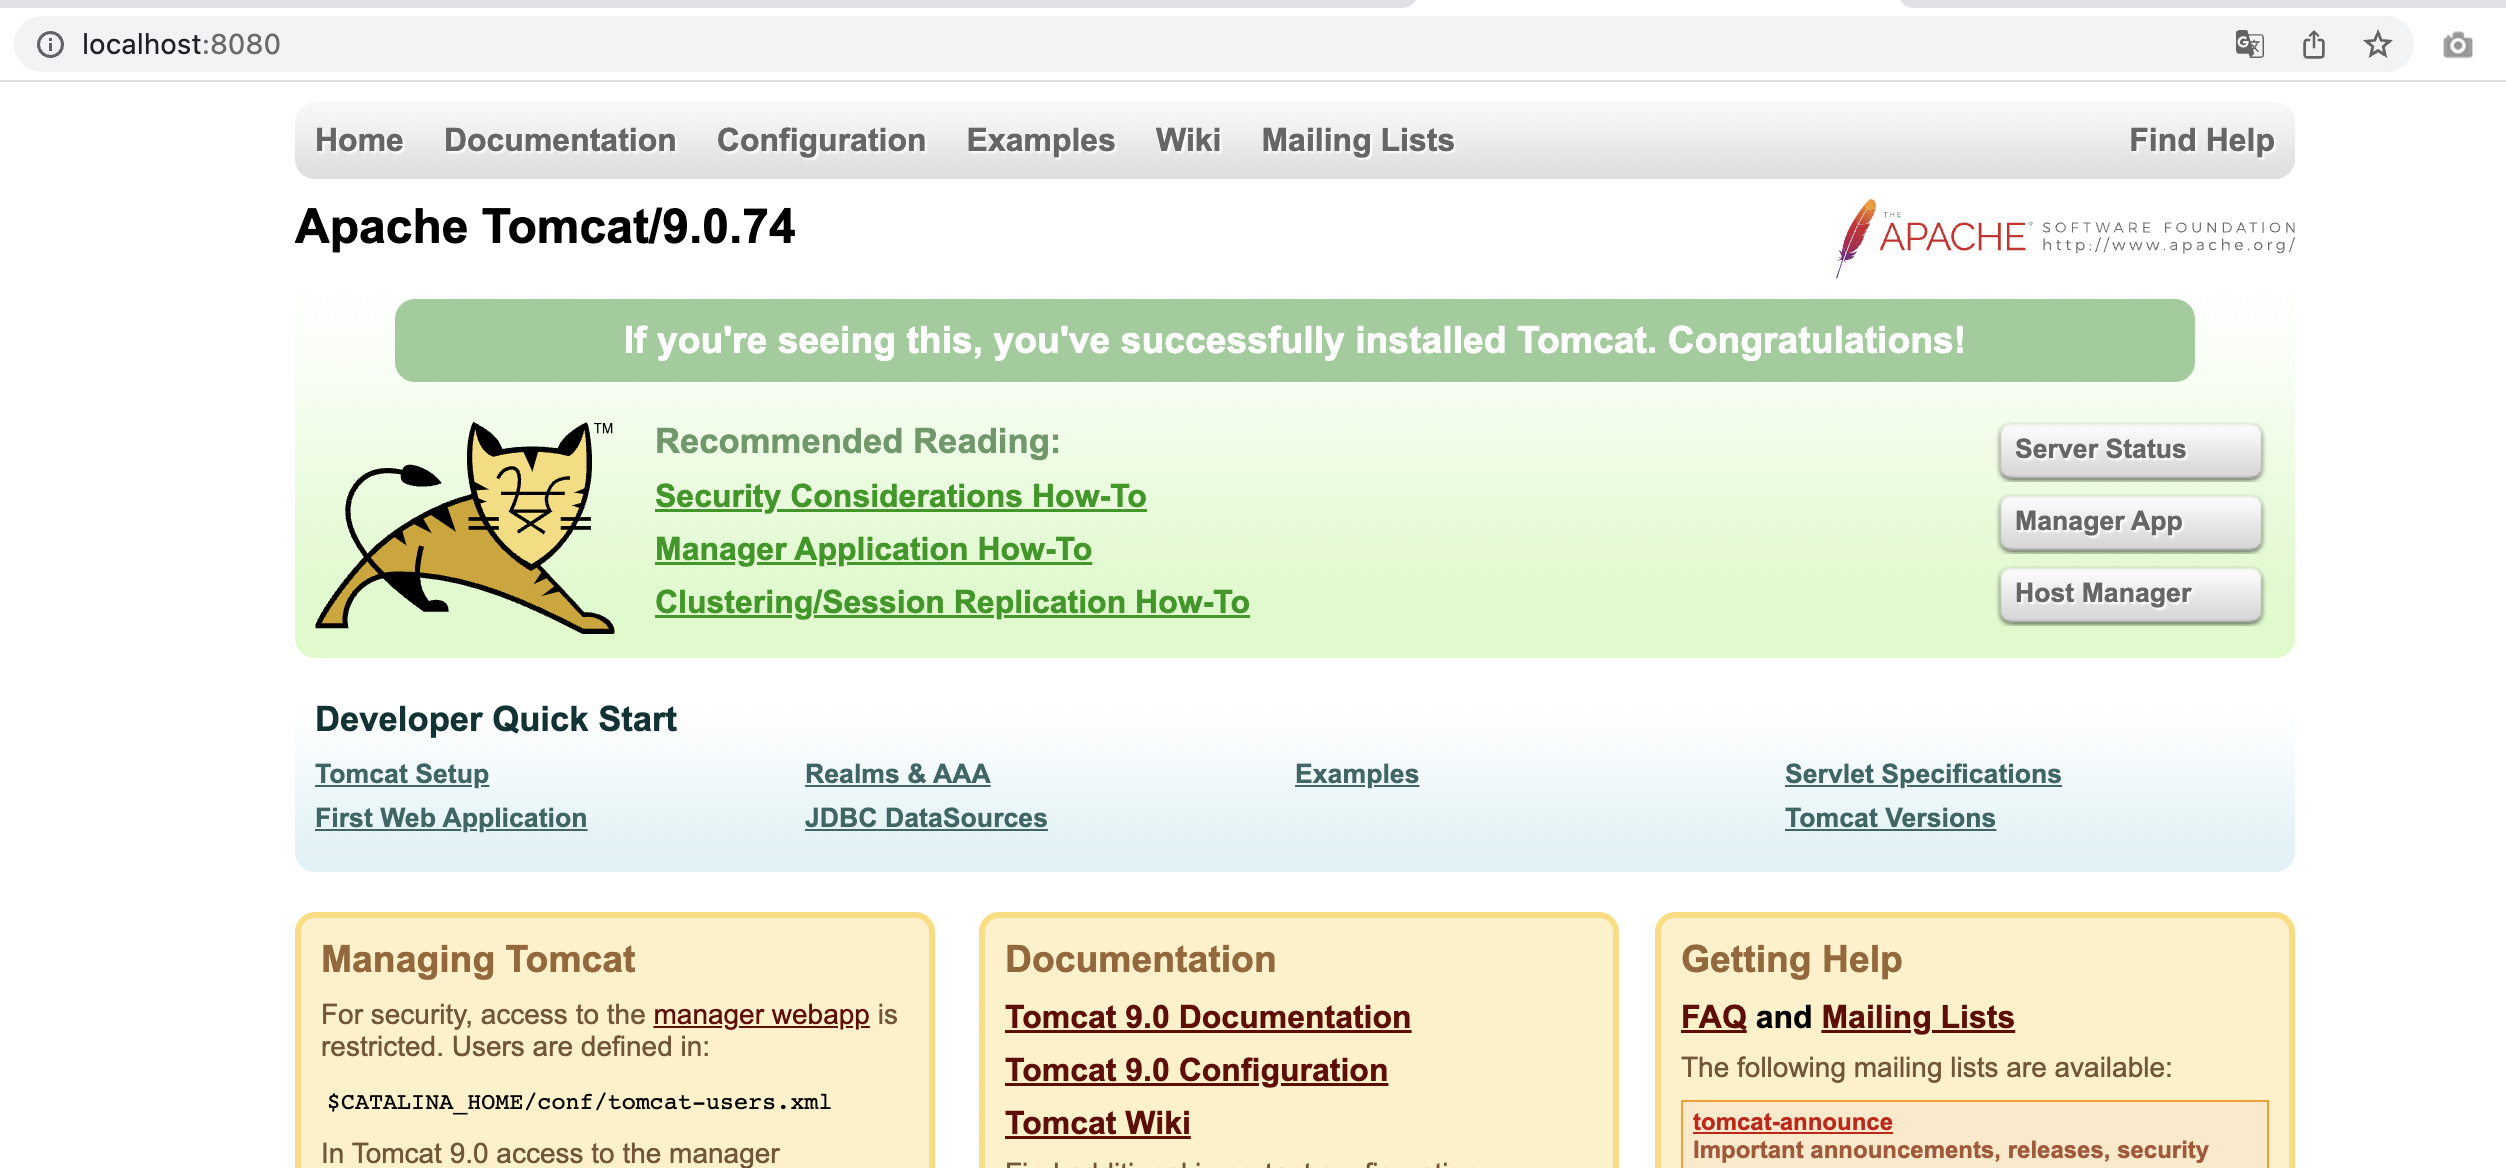 localhost:8080
Home Documentation Configuration Examples Wiki Mailing Lists Find Help
Apache Tomcat/9.0.74
THE APACHE SOFTWARE FOUNDATION
http://www.apache.org/
If you're seeing this, you've successfully installed Tomcat. Congratulations!
TM
Recommended Reading:
Security Considerations How-To
Manager Application How-To
Clustering/Session Replication How-To
Server Status
Manager App
Host Manager
Developer Quick Start
Tomcat Setup
First Web Application
Realms & AAA
JDBC DataSources
Examples
Servlet Specifications
Tomcat Versions
Managing Tomcat
For security, access to the manager webapp is
restricted. Users are defined in:
$CATALINA_HOME/conf/tomcat-users.xml
In Tomcat 9.0 access to the manager
Documentation
Tomcat 9.0 Documentation
Tomcat 9.0 Configuration
Tomcat Wiki
Find additional important configuration
Getting Help
FAQ and Mailing Lists
The following mailing lists are available:
tomcat-announce
Important announcements, releases, security